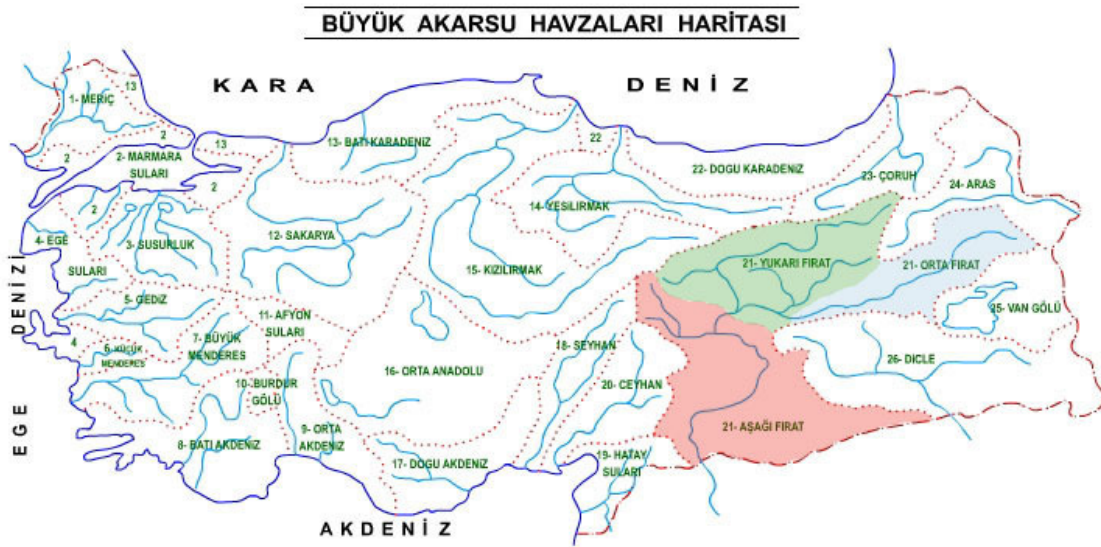 BÜYÜK AKARSU HAVZALARI HARİTASI
KARA DENİZ
13
1- MERİÇ
2
2
2- MARMARA
SULARI
13
2
13- BATI KARADENİZ
22
22- DOGU KARADENİZ
23- ÇORUH
24- ARAS
2
4- EGE
SULARI
3- SUSURLUK
12- SAKARYA
14- YESILIRMAK
15- KIZILIRMAK
21- YUKARI FIRAT
21- ORTA FIRAT
25- VAN GÖLÜ
5- GEDİZ
11- AFYON
SULARI
4
6- KÜÇÜK
MENDERES
7- BÜYÜK
MENDERES
10- BURDUR
GÖLÜ
16- ORTA ANADOLU
18- SEYHAN
20- CEYHAN
26- DİCLE
8- BATI AKDENİZ
9- ORTA
AKDENİZ
17- DOGU AKDENİZ
19- HATAY
SULARI
21- AŞAĞI FIRAT
EGE DENİZİ
AKDENİZ